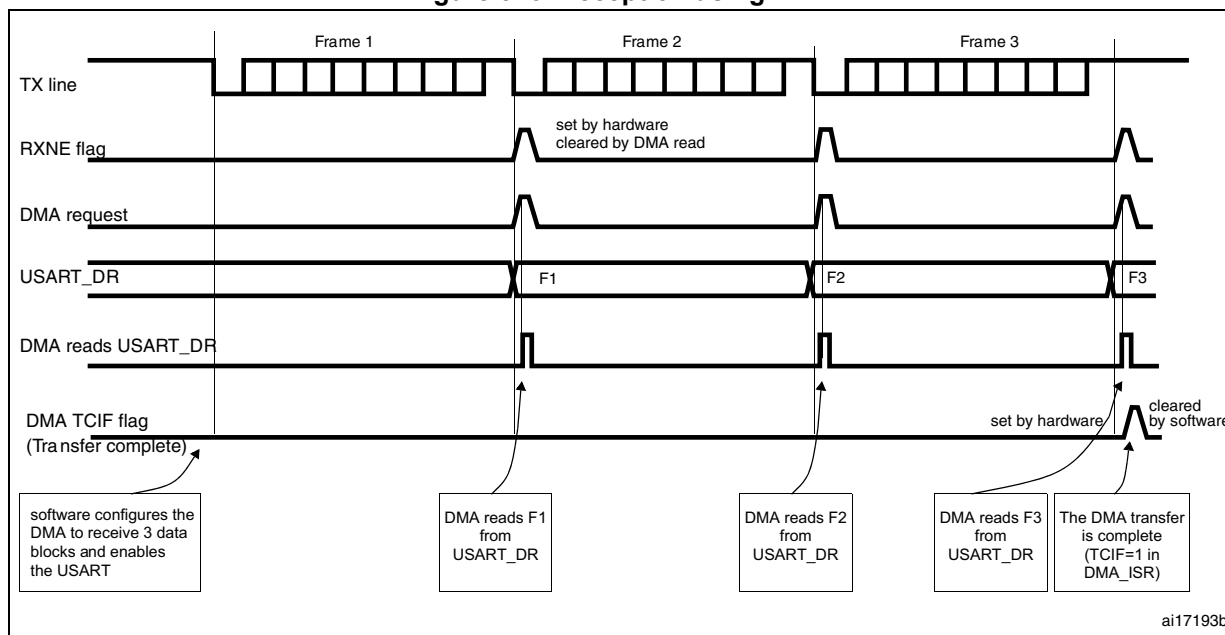 Frame 1
Frame 2
Frame 3
TX line
set by hardware
cleared by DMA read
RXNE flag
DMA request
USART_DR
F1
F2
F3
DMA reads USART_DR
DMA TCIF flag
(Transfer complete)
set by hardware
cleared
by software
software configures the
DMA to receive 3 data
blocks and enables
the USART
DMA reads F1
from
USART_DR
DMA reads F2
from
USART_DR
DMA reads F3
from
USART_DR
The DMA transfer
is complete
(TCIF=1 in
DMA_ISR)
ai17193b